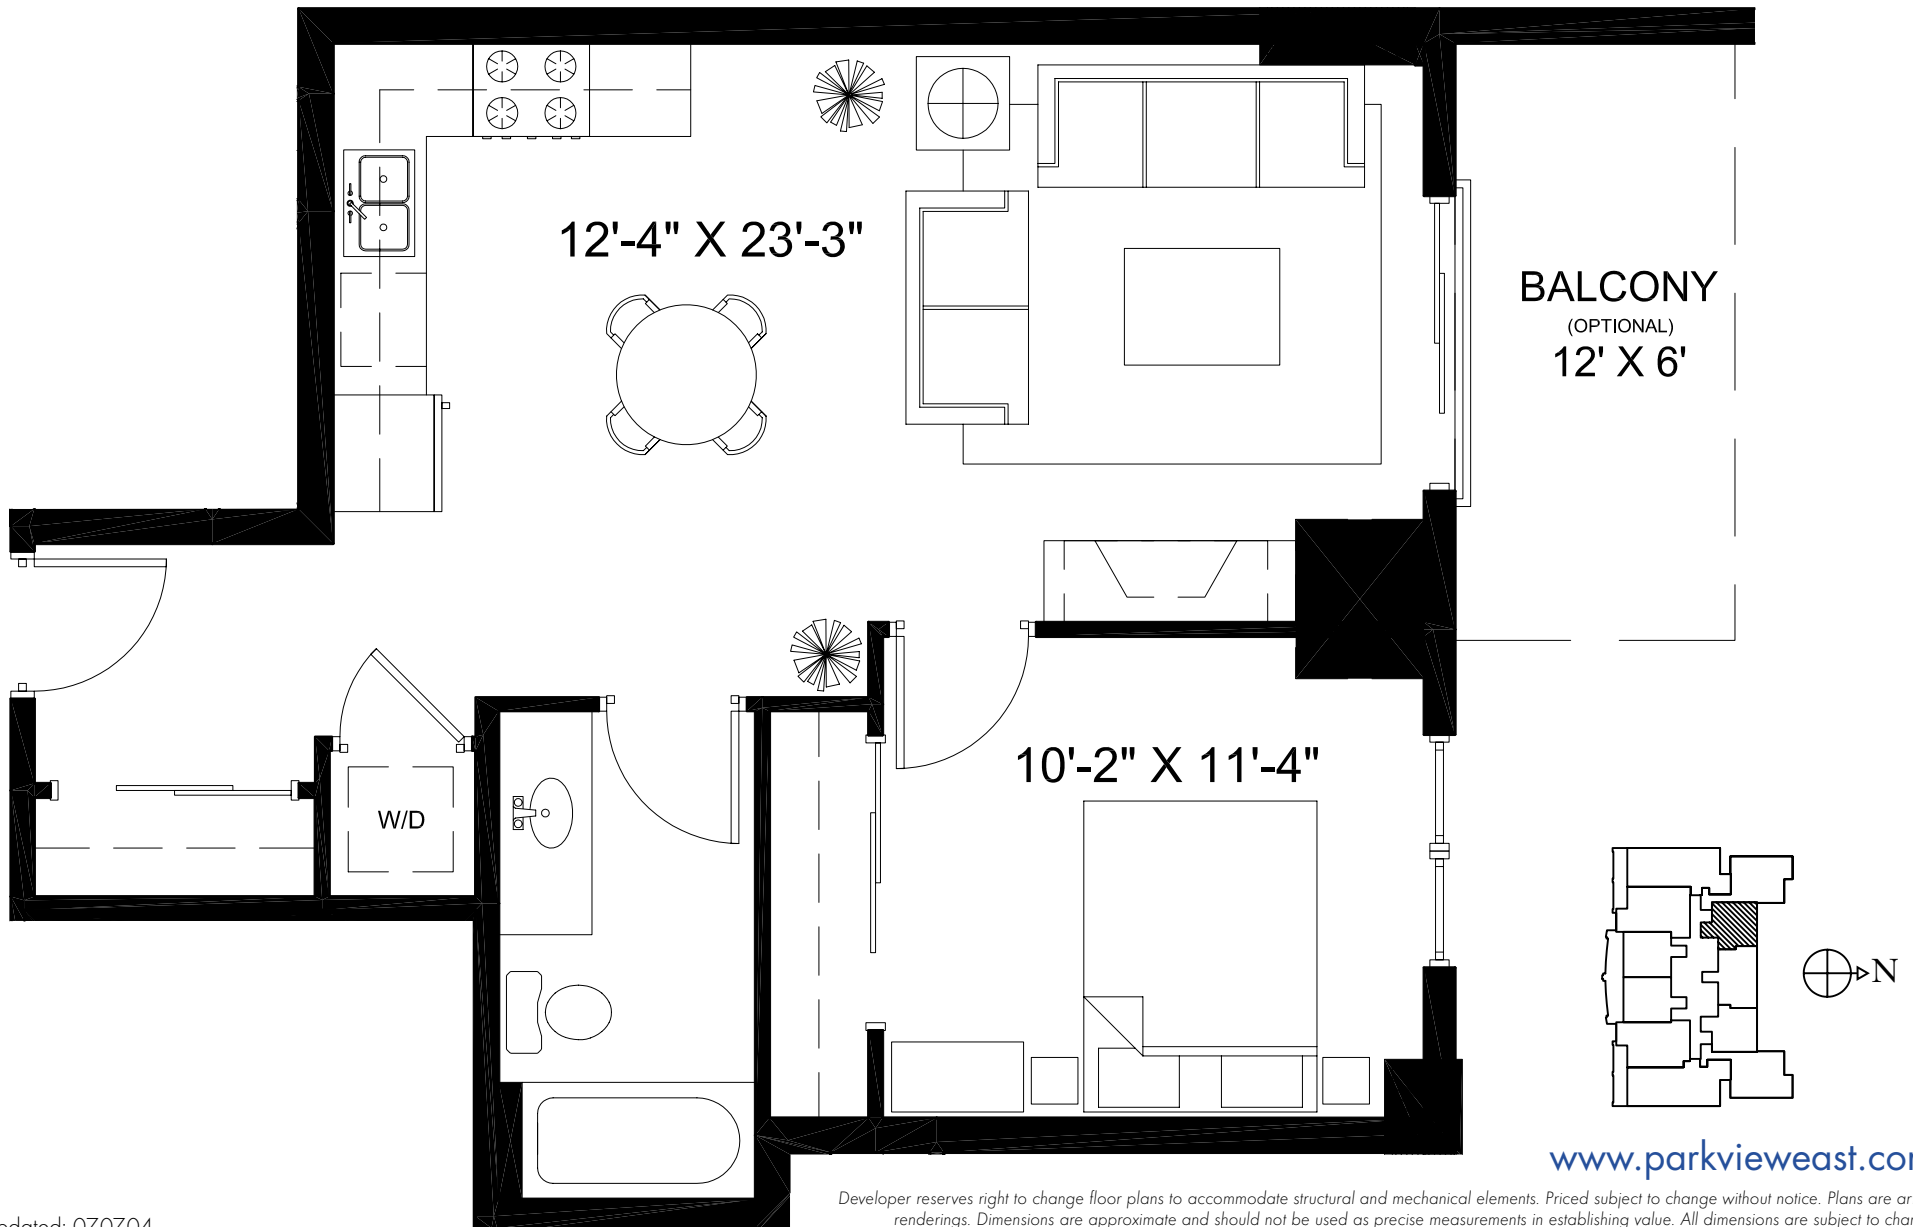 12'-4" X 23'-3"
BALCONY
(OPTIONAL)
12' X 6'
10'-2" X 11'-4"
W/D
N
www.parkvieweast.co
Developer reserves right to change floor plans to accommodate structural and mechanical elements. Priced subject to change without notice. Plans are ar
renderings. Dimensions are approximate and should not be used as precise measurements in establishing value. All dimensions are subject to chan
dated: 070704